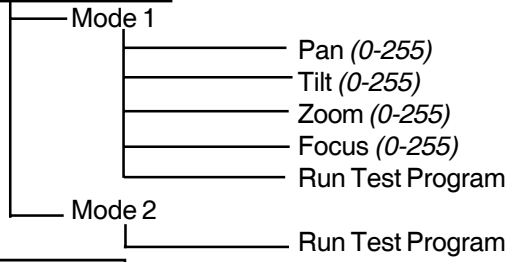 Mode 1
Pan (0-255)
Tilt (0-255)
Zoom (0-255)
Focus (0-255)
Run Test Program
Mode 2
Run Test Program